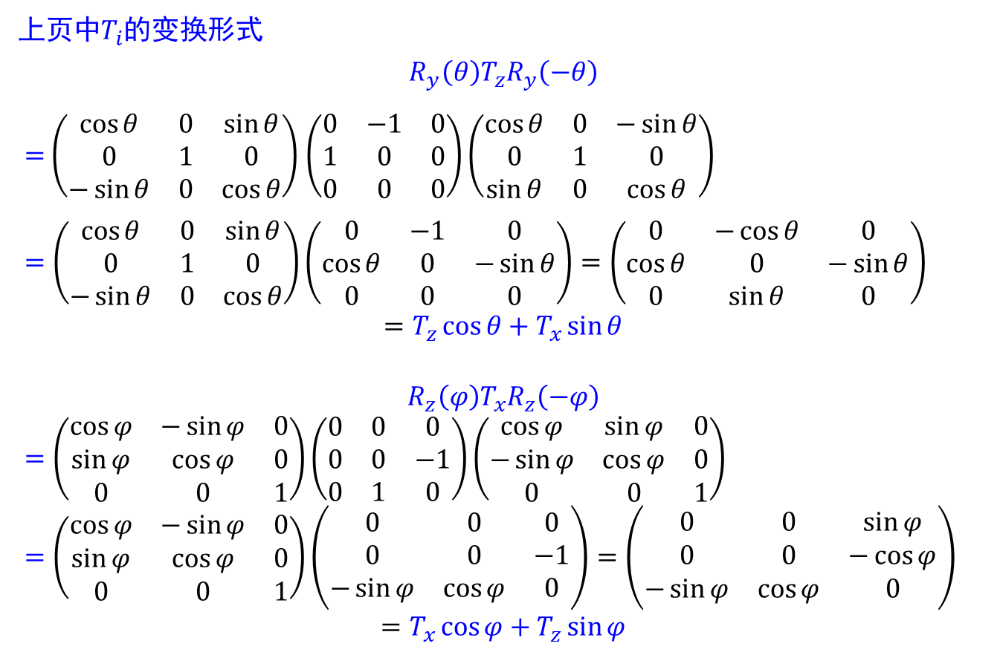 上页中$T_i$的变换形式
$R_y(\theta)T_zR_y(-\theta)$
$=\begin{pmatrix}\cos\theta & 0 & \sin\theta\\ 0 & 1 & 0\\ -\sin\theta & 0 & \cos\theta\end{pmatrix}\begin{pmatrix}0 & -1 & 0\\ 1 & 0 & 0\\ 0 & 0 & 0\end{pmatrix}\begin{pmatrix}\cos\theta & 0 & -\sin\theta\\ 0 & 1 & 0\\ \sin\theta & 0 & \cos\theta\end{pmatrix}$
$=\begin{pmatrix}\cos\theta & 0 & \sin\theta\\ 0 & 1 & 0\\ -\sin\theta & 0 & \cos\theta\end{pmatrix}\begin{pmatrix}0 & -1 & 0\\ \cos\theta & 0 & -\sin\theta\\ 0 & 0 & 0\end{pmatrix}=\begin{pmatrix}0 & -\cos\theta & 0\\ \cos\theta & 0 & -\sin\theta\\ 0 & \sin\theta & 0\end{pmatrix}$
$=T_z\cos\theta+T_x\sin\theta$
$R_z(\varphi)T_xR_z(-\varphi)$
$=\begin{pmatrix}\cos\varphi & -\sin\varphi & 0\\ \sin\varphi & \cos\varphi & 0\\ 0 & 0 & 1\end{pmatrix}\begin{pmatrix}0 & 0 & 0\\ 0 & 0 & -1\\ 0 & 1 & 0\end{pmatrix}\begin{pmatrix}\cos\varphi & \sin\varphi & 0\\ -\sin\varphi & \cos\varphi & 0\\ 0 & 0 & 1\end{pmatrix}$
$=\begin{pmatrix}\cos\varphi & -\sin\varphi & 0\\ \sin\varphi & \cos\varphi & 0\\ 0 & 0 & 1\end{pmatrix}\begin{pmatrix}0 & 0 & 0\\ 0 & 0 & -1\\ -\sin\varphi & \cos\varphi & 0\end{pmatrix}=\begin{pmatrix}0 & 0 & \sin\varphi\\ 0 & 0 & -\cos\varphi\\ -\sin\varphi & \cos\varphi & 0\end{pmatrix}$
$=T_x\cos\varphi+T_z\sin\varphi$